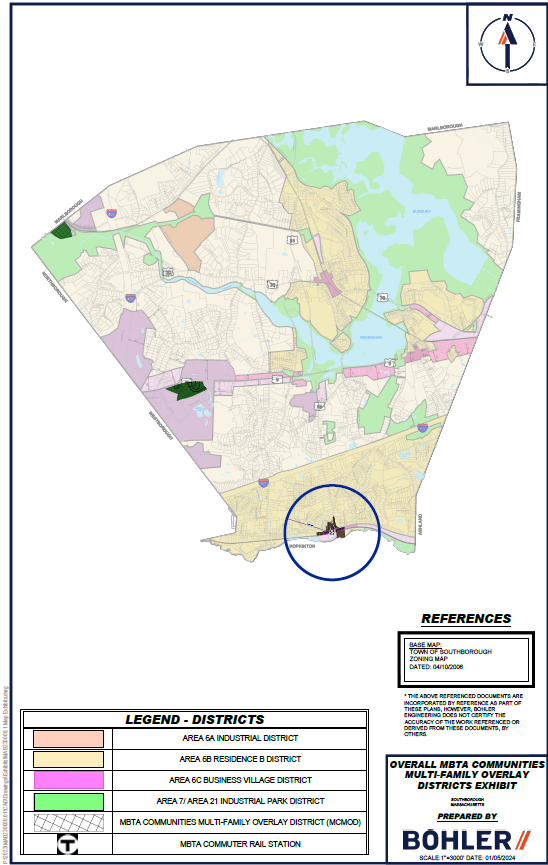 N
W
E
S
MARLBOROUGH
MARLBOROUGH
FRAMINGHAM
NORTHBOROUGH
WESTBOROUGH
9
9
HOPKINTON
ASHLAND
REFERENCES
BASE MAP:
TOWN OF SOUTHBOROUGH
ZONING MAP
DATED: 04/10/2006
* THE ABOVE REFERENCED DOCUMENTS ARE
INCORPORATED BY REFERENCE AS PART OF
THESE PLANS, HOWEVER, BOHLER
ENGINEERING DOES NOT CERTIFY THE
ACCURACY OF THE WORK REFERENCED OR
DERIVED FROM THESE DOCUMENTS, BY
OTHERS.
LEGEND - DISTRICTS
AREA 6A INDUSTRIAL DISTRICT
AREA 6B RESIDENCE B DISTRICT
AREA 6C BUSINESS VILLAGE DISTRICT
AREA 7/ AREA 21 INDUSTRIAL PARK DISTRICT
MBTA COMMUNITIES MULTI-FAMILY OVERLAY DISTRICT (MCMOD)
T
MBTA COMMUTER RAIL STATION
OVERALL MBTA COMMUNITIES
MULTI-FAMILY OVERLAY
DISTRICTS EXHIBIT
SOUTHBOROUGH
MASSACHUSETTS
PREPARED BY
BOHLER //
SCALE:1"=3000' DATE: 01/05/2024